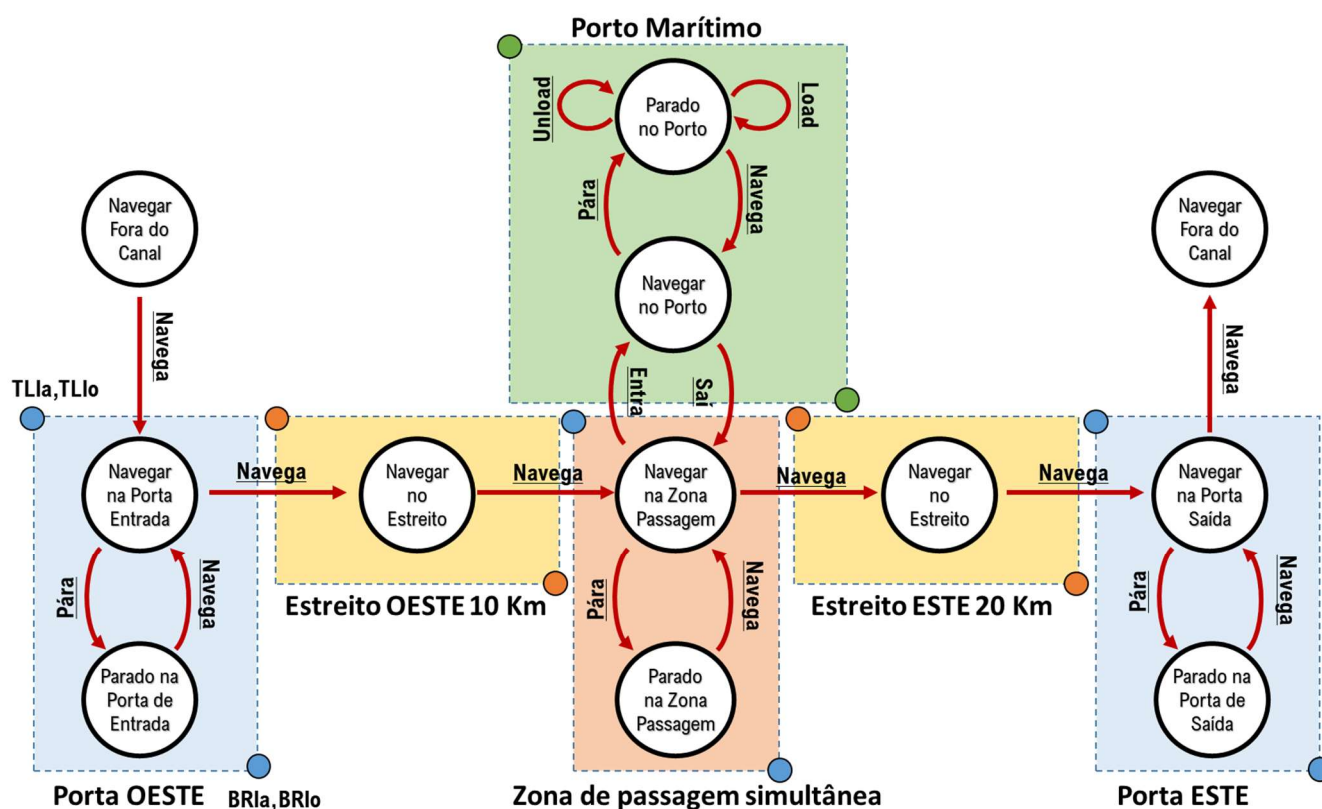 Porto Marítimo
Unload
Parado
no Porto
Load
Pára
Navega
Navegar
no Porto
Entra
Saí
Navegar
Fora do
Canal
Navega
Navegar
Fora do
Canal
Navega
TLIa,TLIo
Navegar
na Porta
Entrada
Navega
Navegar
no
Estreito
Navega
Navegar
na Zona
Passagem
Navega
Navegar
no
Estreito
Navega
Navegar
na Porta
Saída
Pára
Navega
Pára
Navega
Pára
Navega
Estreito OESTE 10 Km
Estreito ESTE 20 Km
Parado na
Porta de
Entrada
Parado
na Zona
Passagem
Parado na
Porta de
Saída
Porta OESTE
BRIa,BRIo
Zona de passagem simultânea
Porta ESTE